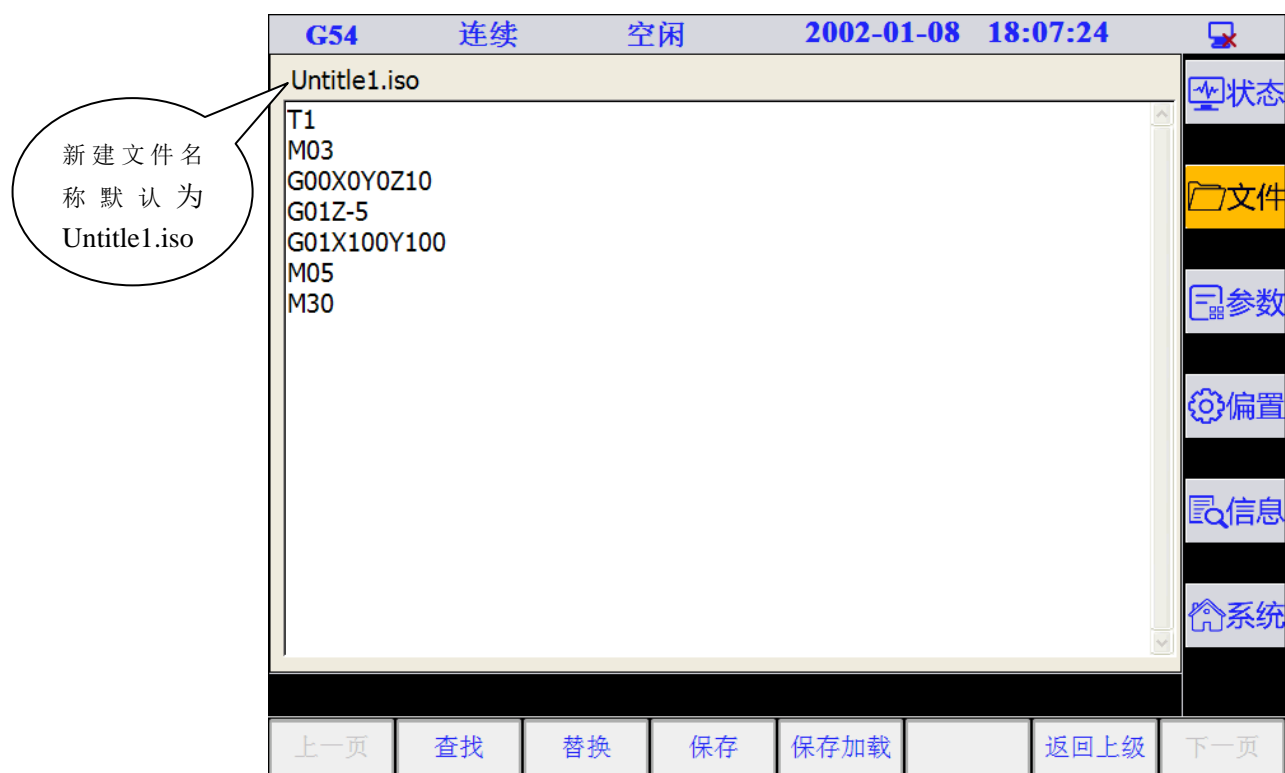 G54 连续 空闲 2002-01-08 18:07:24
Untitle1.iso
T1
M03
G00X0Y0Z10
G01Z-5
G01X100Y100
M05
M30
新建文件名
称默认为
Untitle1.iso
状态
文件
参数
偏置
信息
系统
上一页 查找 替换 保存 保存加载 返回上级 下一页